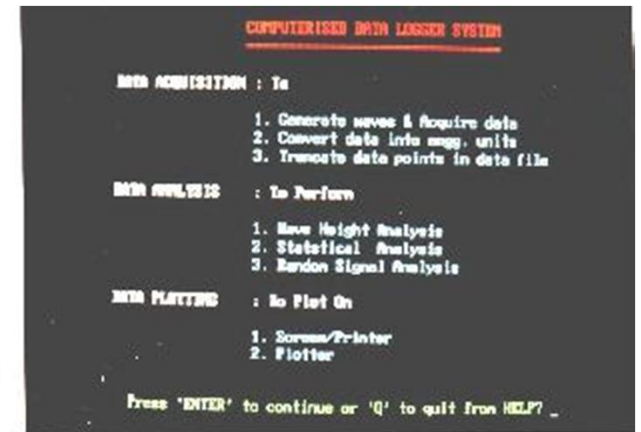 COMPUTERISED DATA LOGGER SYSTEM
DATA ACQUISITION : To
1. Generate waves & Acquire data
2. Convert data into engg. units
3. Truncate data points in data file
DATA ANALYSIS : To Perform
1. Wave Height Analysis
2. Statstical Analysis
3. Random Signal Analysis
DATA PLOTTING : To Plot On
1. Screen/Printer
2. Plotter
Press 'ENTER' to continue or 'Q' to quit from HELP? _